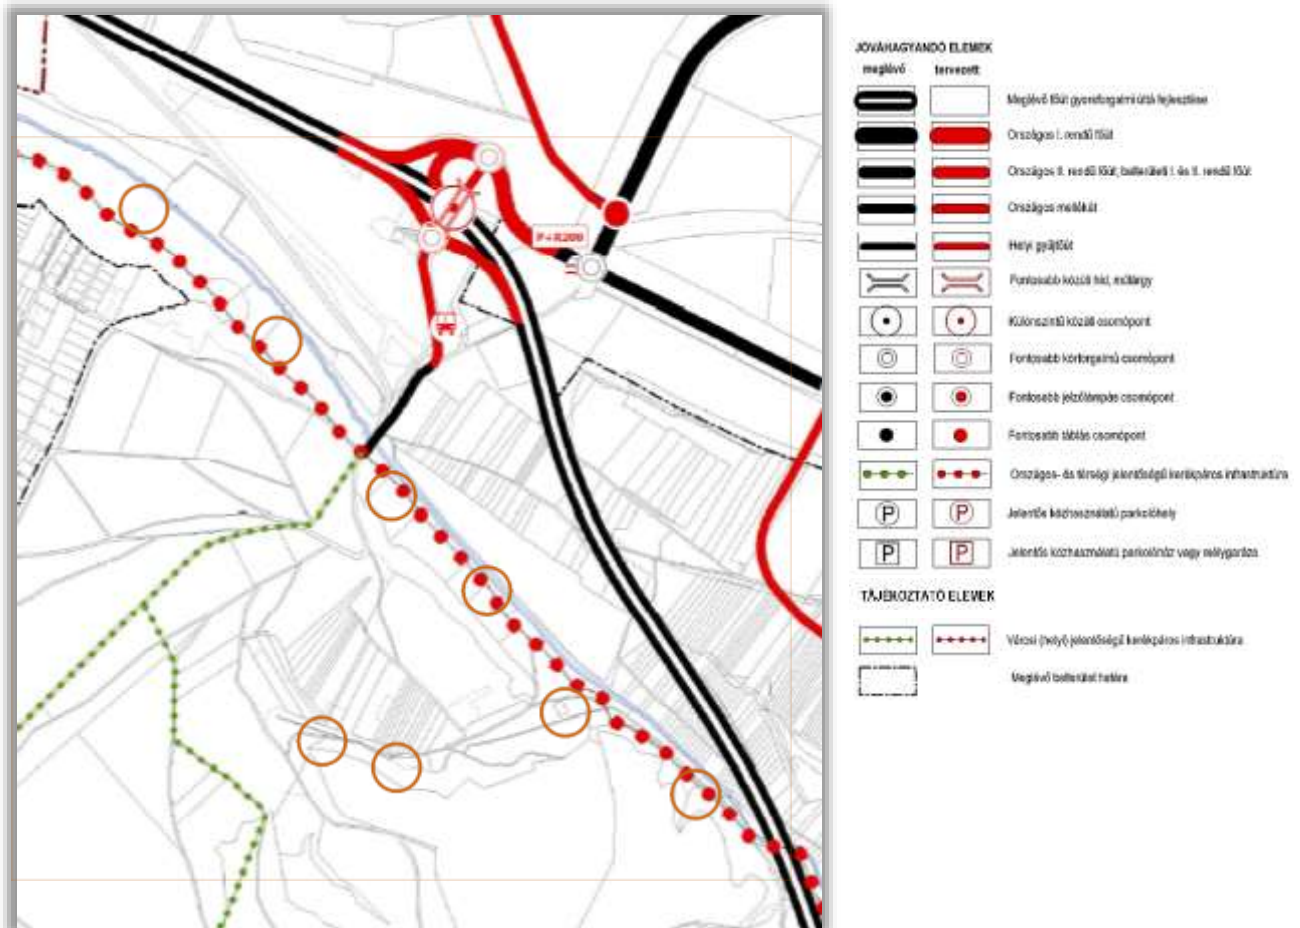 JÓVÁHAGYANDÓ ELEMEK
meglévő tervezett
Meglévő főút gyorsforgalmi úttá fejlesztése
Országos I. rendű főút
Országos II. rendű főút, belterületi I. és II. rendű főút
Országos mellékút
Helyi gyűjtőút
Fontosabb közúti híd, műtárgy
Különszintű közúti csomópont
Fontosabb körforgalmú csomópont
Fontosabb jelzőlámpás csomópont
Fontosabb táblás csomópont
Országos- és térségi jelentőségű kerékpáros infrastruktúra
P P Jelentős közhasználatú parkolóhely
P P Jelentős közhasználatú parkolóház vagy mélygarázs
TÁJÉKOZTATÓ ELEMEK
Városi (helyi) jelentőségű kerékpáros infrastruktúra
Meglévő belterület határa
P+R200